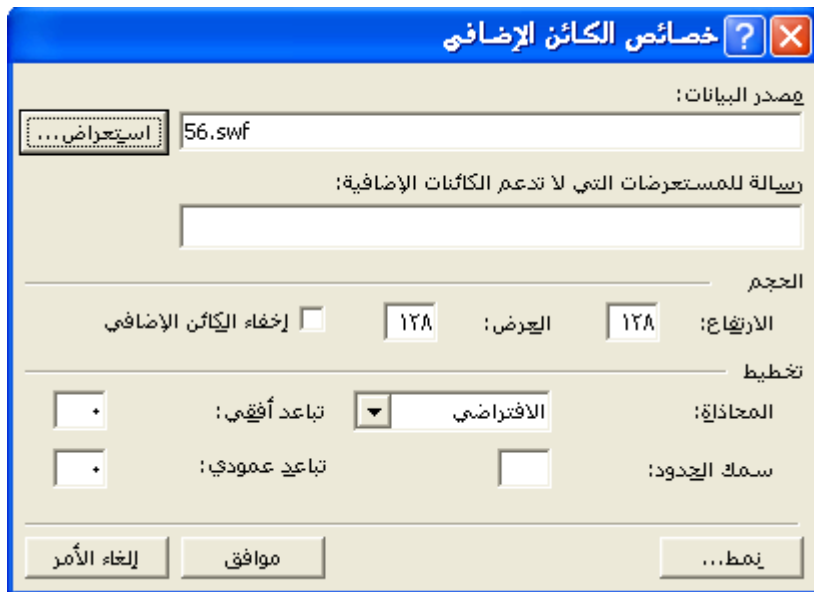 خصائص الكائن الإضافي
مصدر البيانات:
56.swf استعراض...
رسالة للمستعرضات التي لا تدعم الكائنات الإضافية:
الحجم
الارتفاع: ١٢٨ العرض: ١٢٨ إخفاء الكائن الإضافي
تخطيط
المحاذاة: الافتراضي تباعد أفقي: ٠
سمك الحدود: تباعد عمودي: ٠
نمط... موافق إلغاء الأمر